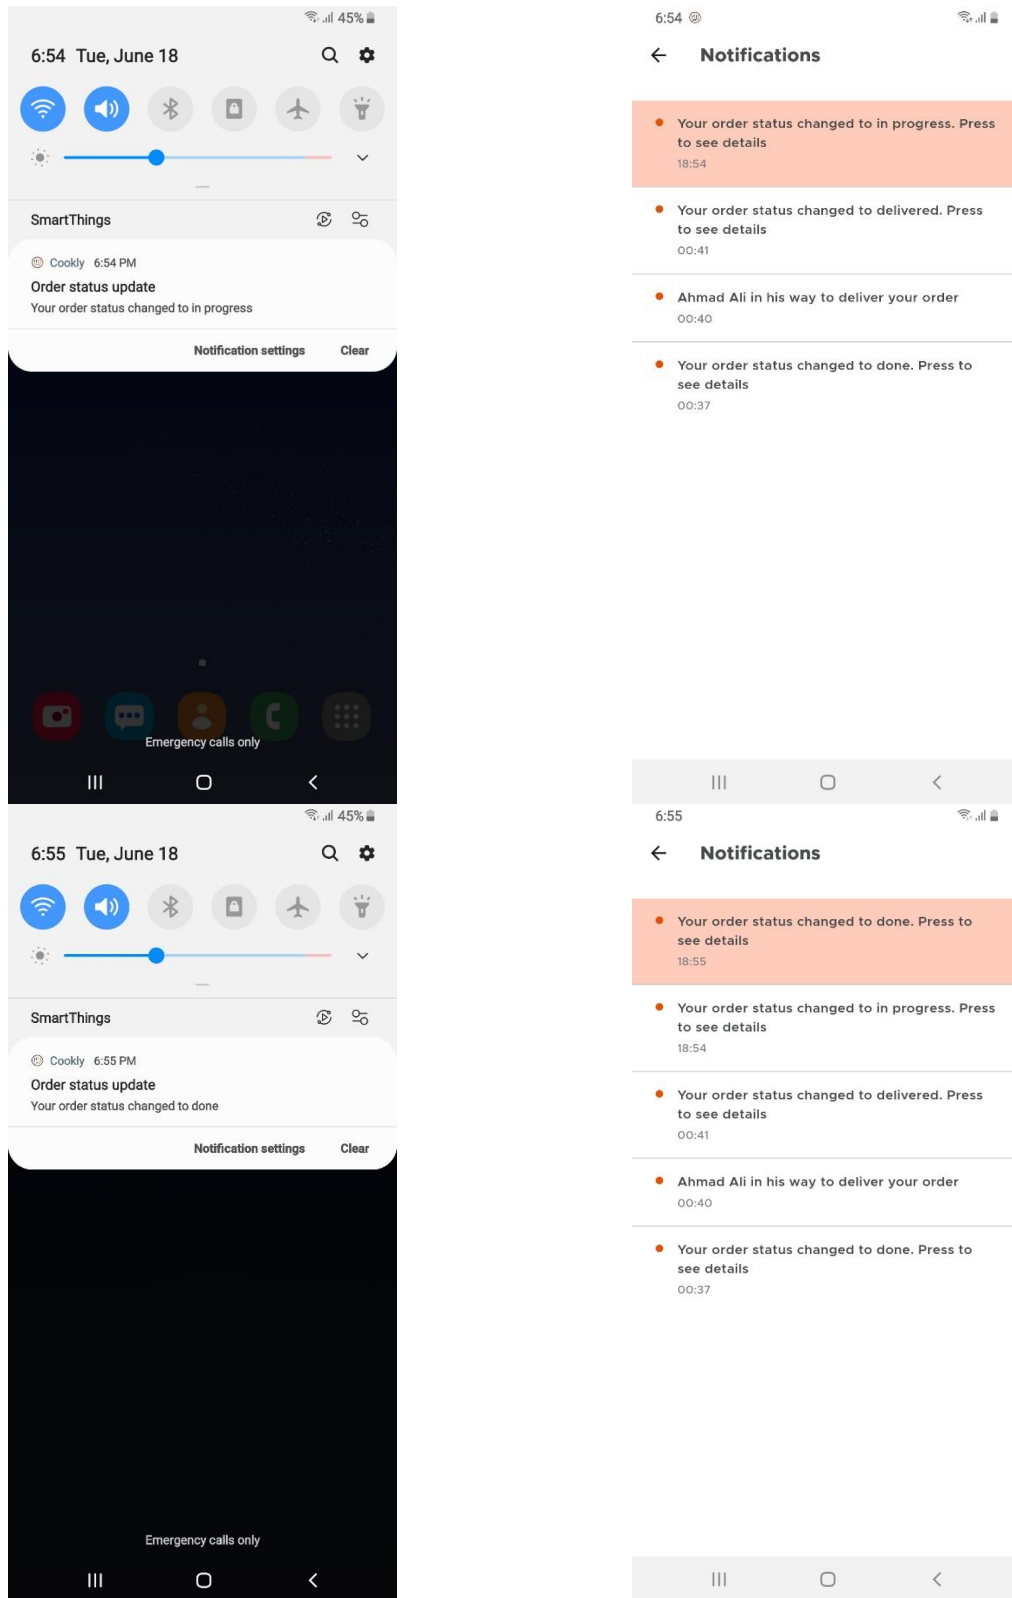 45%
6:54 Tue, June 18
SmartThings
Cookly 6:54 PM
Order status update
Your order status changed to in progress
Notification settings Clear
Emergency calls only
6:54
Notifications
Your order status changed to in progress. Press
to see details
18:54
Your order status changed to delivered. Press
to see details
00:41
Ahmad Ali in his way to deliver your order
00:40
Your order status changed to done. Press to
see details
00:37
45%
6:55 Tue, June 18
SmartThings
Cookly 6:55 PM
Order status update
Your order status changed to done
Notification settings Clear
Emergency calls only
6:55
Notifications
Your order status changed to done. Press to
see details
18:55
Your order status changed to in progress. Press
to see details
18:54
Your order status changed to delivered. Press
to see details
00:41
Ahmad Ali in his way to deliver your order
00:40
Your order status changed to done. Press to
see details
00:37